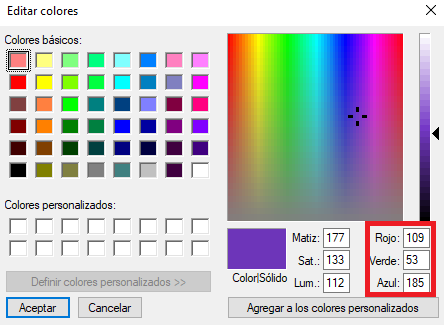 Editar colores
Colores básicos:
Colores personalizados:
Definir colores personalizados >>
Aceptar
Cancelar
Color|Sólido
Matiz: 177
Sat.: 133
Lum.: 112
Rojo: 109
Verde: 53
Azul: 185
Agregar a los colores personalizados